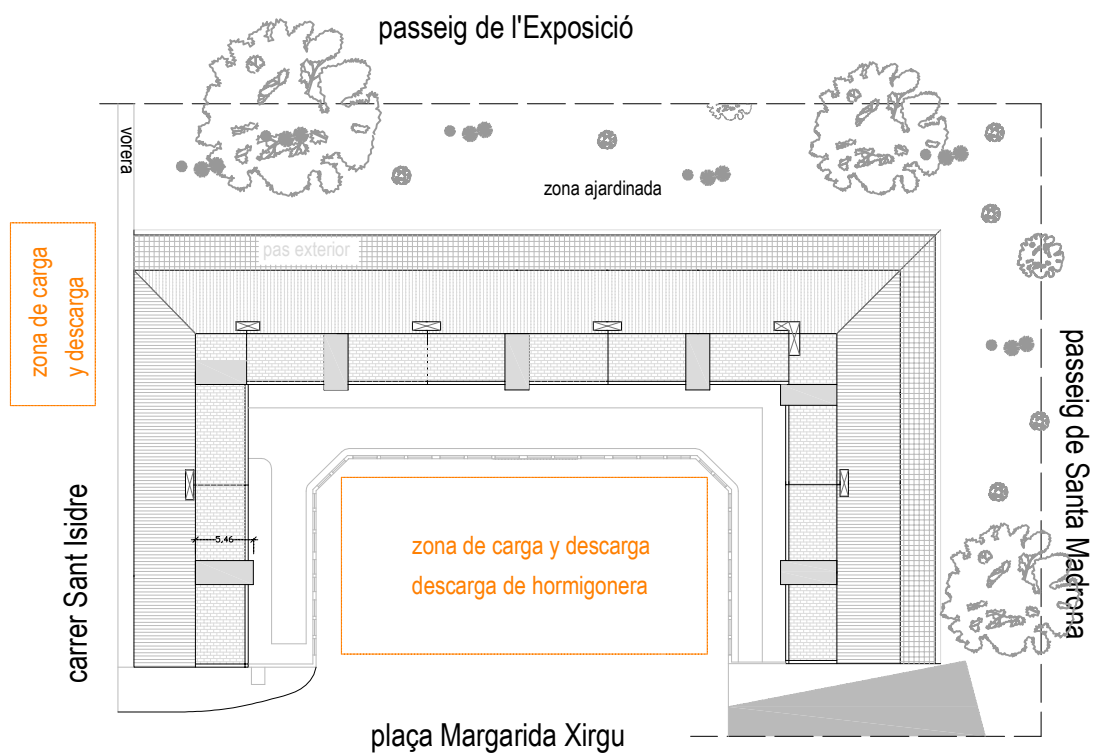 passeig de l'Exposició
vorera
zona ajardinada
pas exterior
zona de carga
y descarga
passeig de Santa Madrona
carrer Sant Isidre
5,46
zona de carga y descarga
descarga de hormigonera
plaça Margarida Xirgu